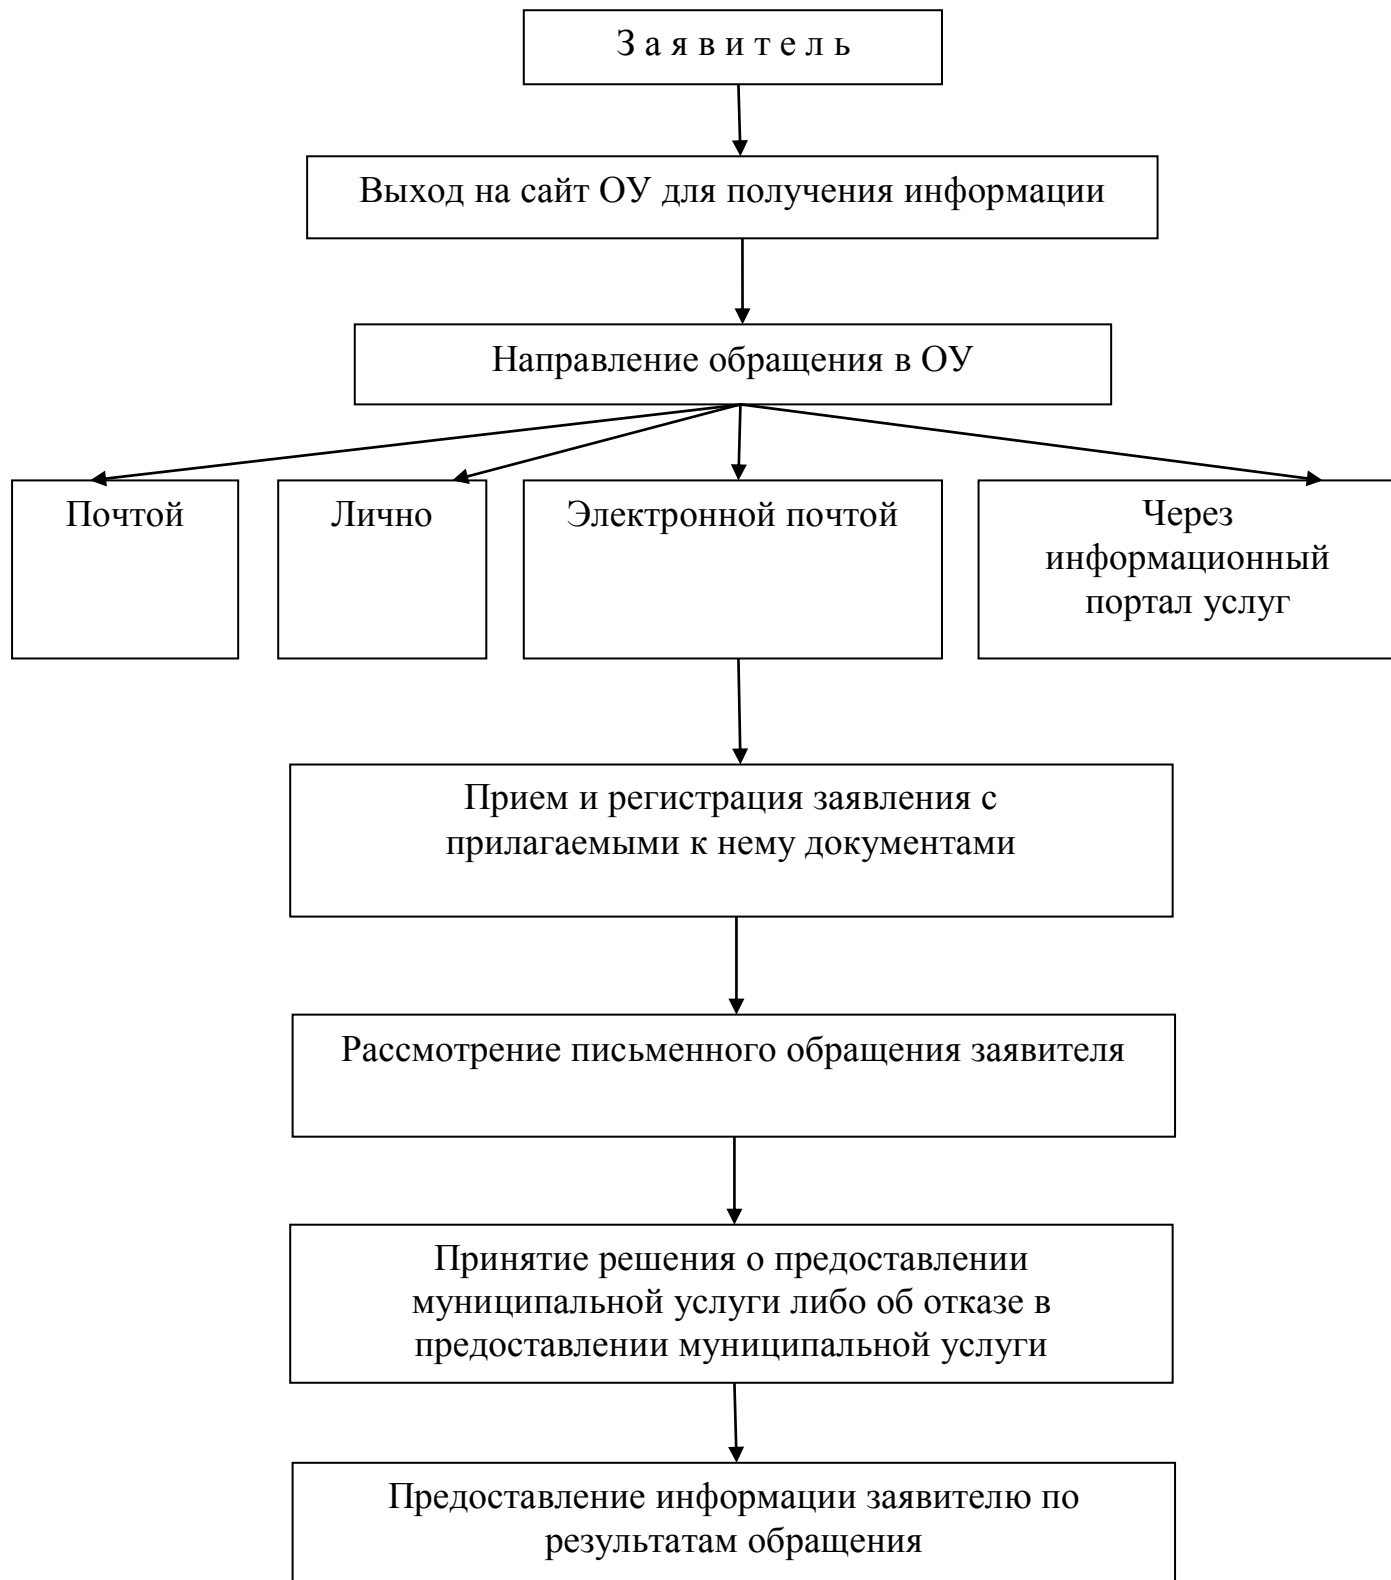 З а я в и т е л ь
Выход на сайт ОУ для получения информации
Направление обращения в ОУ
Почтой
Лично
Электронной почтой
Через
информационный
портал услуг
Прием и регистрация заявления с
прилагаемыми к нему документами
Рассмотрение письменного обращения заявителя
Принятие решения о предоставлении
муниципальной услуги либо об отказе в
предоставлении муниципальной услуги
Предоставление информации заявителю по
результатам обращения